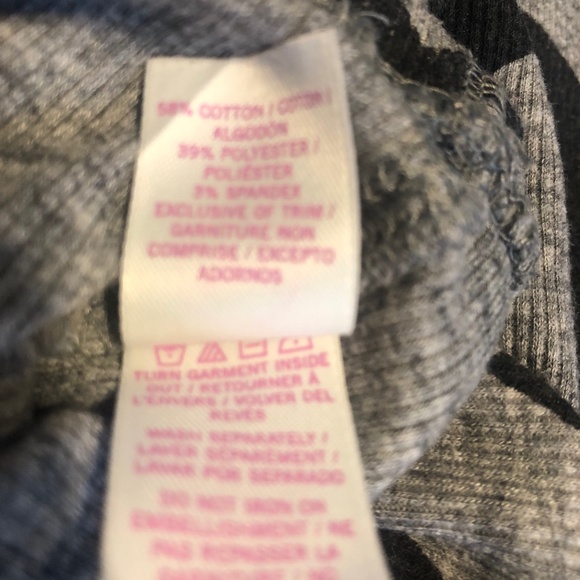 58% COTTON / COTON /
ALGODÓN
39% POLYESTER /
POLIÉSTER
3% SPANDEX
EXCLUSIVE OF TRIM /
GARNITURE NON
COMPRISE / EXCEPTO
ADORNOS
TURN GARMENT INSIDE
OUT / RETOURNER À
L'ENVERS / VOLVER DEL
REVÉS
WASH SEPARATELY /
LAVER SÉPARÉMENT /
LAVAR POR SEPARADO
DO NOT IRON ON
EMBELLISHMENT / NE
PAS REPASSER LA